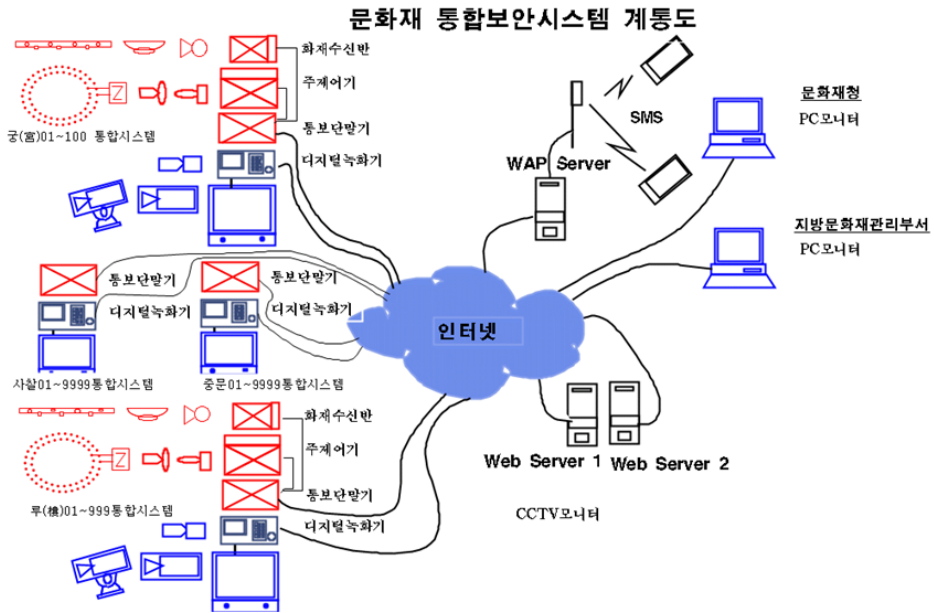 문화재 통합보안시스템 계통도
화재수신반
주제어기
통보단말기
디지털녹화기
Z
궁(宮)01~100 통합시스템
WAP Server
SMS
문화재청
PC모니터
지방문화재관리부서
PC모니터
통보단말기
디지털녹화기
사찰01~9999통합시스템
통보단말기
디지털녹화기
중문01~9999통합시스템
인터넷
화재수신반
주제어기
통보단말기
디지털녹화기
Z
루(樓)01~999통합시스템
Web Server 1
Web Server 2
CCTV모니터